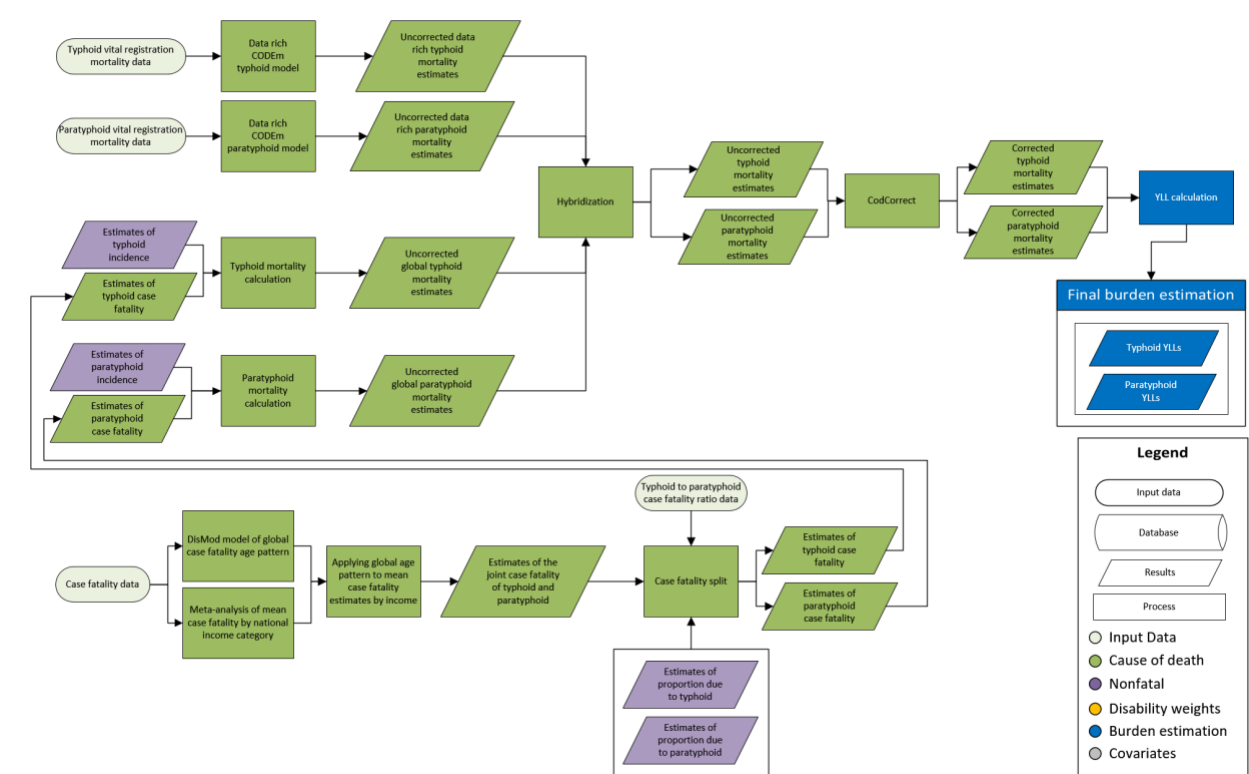 Typhoid vital registration
mortality data
Data rich
CODEm
typhoid model
Uncorrected data
rich typhoid
mortality
estimates
Paratyphoid vital registration
mortality data
Data rich
CODEm
paratyphoid model
Uncorrected data
rich paratyphoid
mortality
estimates
Hybridization
Uncorrected
typhoid
mortality
estimates
Uncorrected
paratyphoid
mortality
estimates
CodCorrect
Corrected
typhoid
mortality
estimates
Corrected
paratyphoid
mortality
estimates
YLL calculation
Final burden estimation
Typhoid YLLs
Paratyphoid
YLLs
Estimates of
typhoid
incidence
Estimates of
typhoid case
fatality
Typhoid mortality
calculation
Uncorrected
global typhoid
mortality
estimates
Estimates of
paratyphoid
incidence
Estimates of
paratyphoid
case fatality
Paratyphoid
mortality
calculation
Uncorrected
global paratyphoid
mortality
estimates
Typhoid to paratyphoid
case fatality ratio data
Case fatality data
DisMod model of global
case fatality age pattern
Meta-analysis of mean
case fatality by national
income category
Applying global age
pattern to mean
case fatality
estimates by income
Estimates of the
joint case fatality
of typhoid and
paratyphoid
Case fatality split
Estimates of
typhoid case
fatality
Estimates of
paratyphoid
case fatality
Estimates of
proportion due
to typhoid
Estimates of
proportion due
to paratyphoid
Legend
Input data
Database
Results
Process
Input Data
Cause of death
Nonfatal
Disability weights
Burden estimation
Covariates